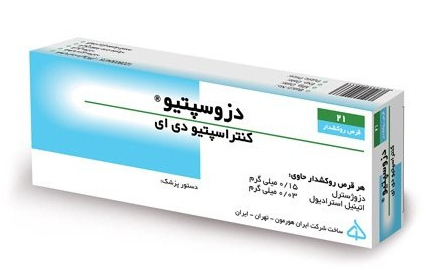 دزوسپتیو®
کنتراسپتیو دی ای
۲۱
قرص روکشدار
هر قرص روکشدار حاوی:
دزوژسترل ۰/۱۵ میلی گرم
اتینیل استرادیول ۰/۰۳ میلی گرم
دستور پزشک:
ساخت شرکت ایران هورمون - تهران - ایران